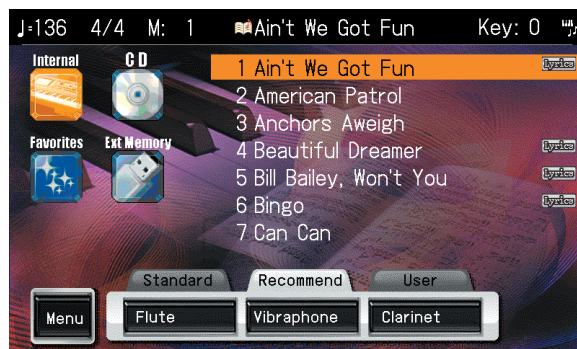 ♩=136 4/4 M: 1 Ain't We Got Fun Key: 0
Internal CD
Favorites Ext Memory
1 Ain't We Got Fun Lyrics
2 American Patrol
3 Anchors Aweigh
4 Beautiful Dreamer Lyrics
5 Bill Bailey, Won't You Lyrics
6 Bingo Lyrics
7 Can Can
Standard Recommend User
Menu Flute Vibraphone Clarinet